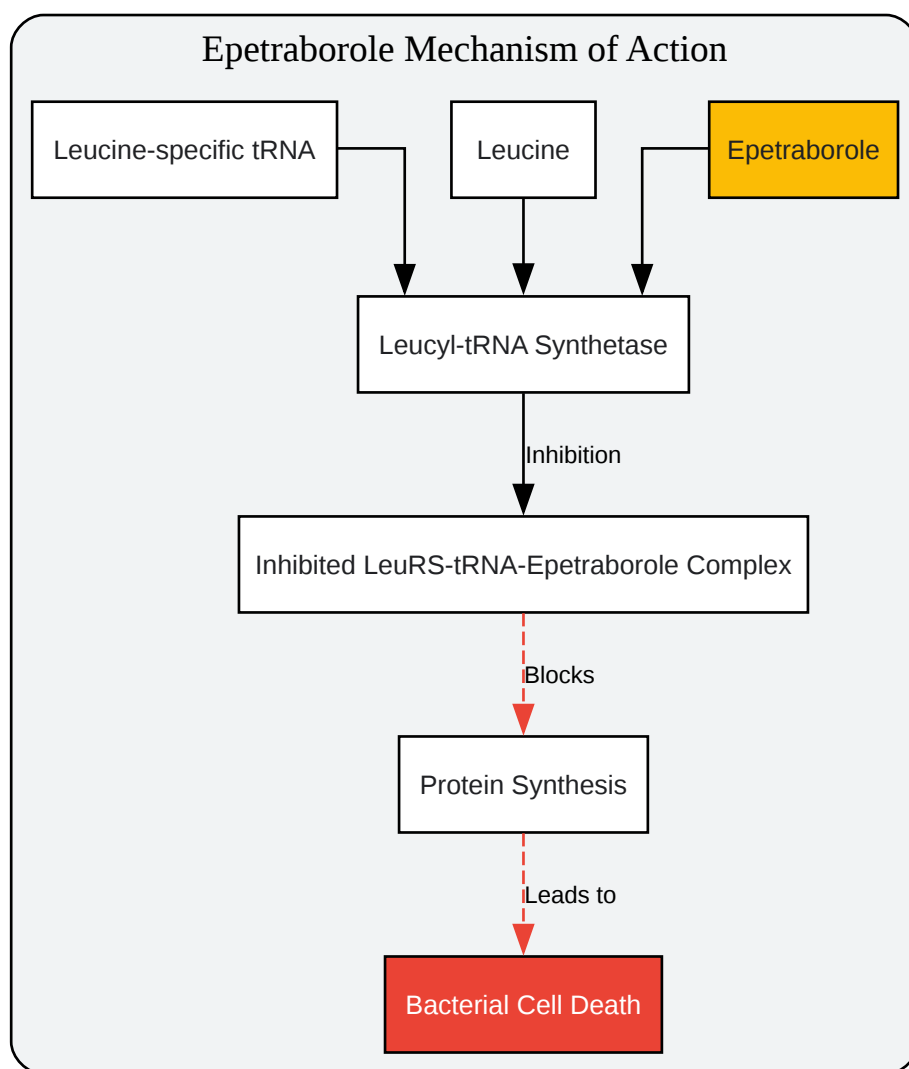 Epetraborole Mechanism of Action
Leucine-specific tRNA
Leucine
Epetraborole
Leucyl-tRNA Synthetase
Inhibition
Inhibited LeuRS-tRNA-Epetraborole Complex
Blocks
Protein Synthesis
Leads to
Bacterial Cell Death